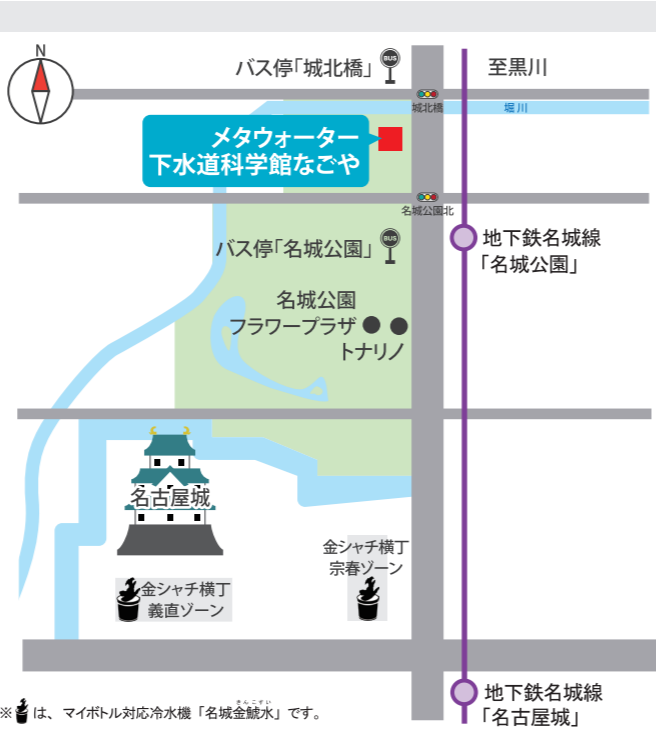 N
バス停「城北橋」
BUS
至黒川
城北橋
堀川
メタウォーター
下水道科学館なごや
名城公園北
バス停「名城公園」
BUS
地下鉄名城線
「名城公園」
名城公園
フラワープラザ
トナリノ
名古屋城
金シャチ横丁
宗春ゾーン
金シャチ横丁
義直ゾーン
地下鉄名城線
「名古屋城」
きんこすい
※は、マイボトル対応冷水機「名城金鯱水」です。